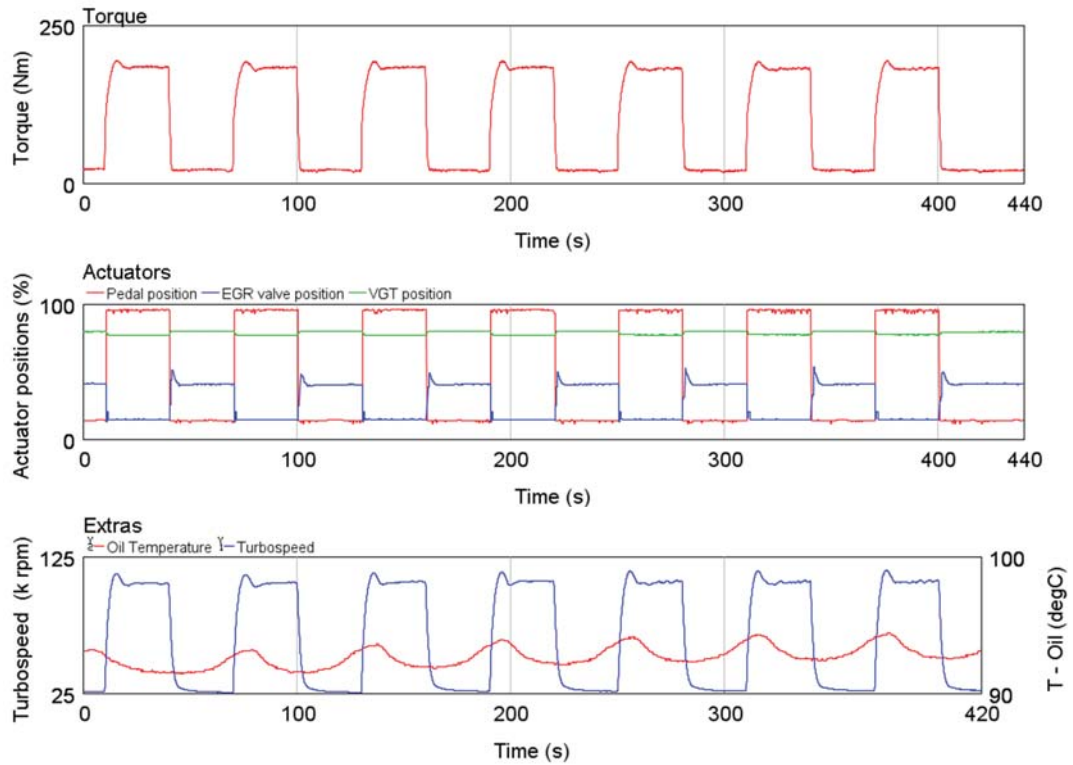 Torque
250
Torque (Nm)
0
0 100 200 300 400 440
Time (s)
Actuators
Pedal position EGR valve position VGT position
100
Actuator positions (%)
0
0 100 200 300 400 440
Time (s)
Extras
Oil Temperature Turbospeed
125 100
Turbospeed (k rpm)
T - Oil (degC)
25 90
0 100 200 300 420
Time (s)